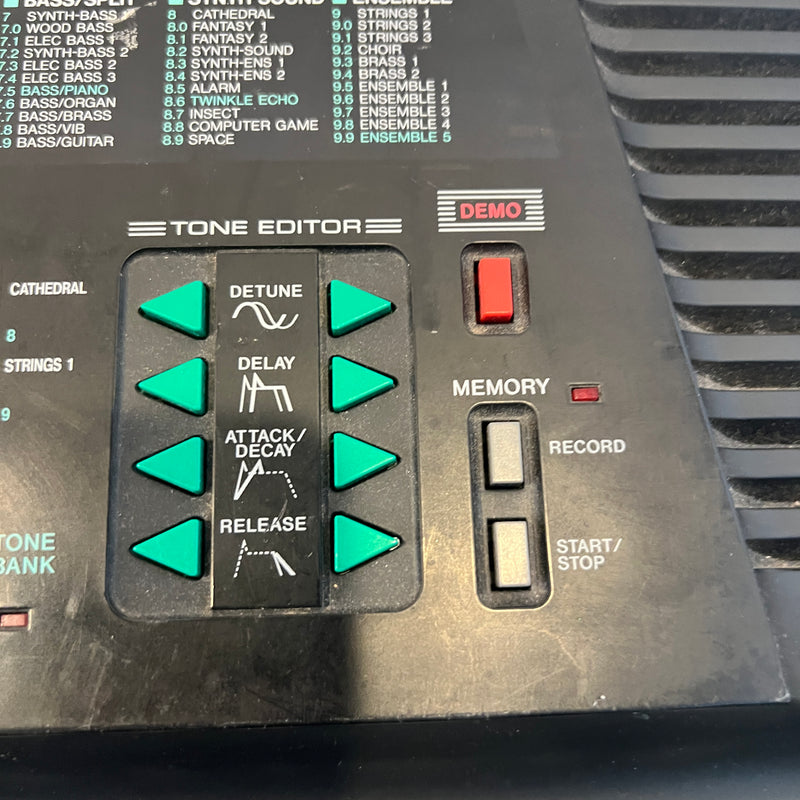 BASS/SPLIT
7 SYNTH-BASS 1
7.0 WOOD BASS
7.1 ELEC BASS 1
7.2 SYNTH-BASS 2
7.3 ELEC BASS 2
7.4 ELEC BASS 3
7.5 BASS/PIANO
7.6 BASS/ORGAN
7.7 BASS/BRASS
7.8 BASS/VIB
.9 BASS/GUITAR
SYNTH-SOUND
8 CATHEDRAL
8.0 FANTASY 1
8.1 FANTASY 2
8.2 SYNTH-SOUND
8.3 SYNTH-ENS 1
8.4 SYNTH-ENS 2
8.5 ALARM
8.6 TWINKLE ECHO
8.7 INSECT
8.8 COMPUTER GAME
8.9 SPACE
ENSEMBLE
9 STRINGS 1
9.0 STRINGS 2
9.1 STRINGS 3
9.2 CHOIR
9.3 BRASS 1
9.4 BRASS 2
9.5 ENSEMBLE 1
9.6 ENSEMBLE 2
9.7 ENSEMBLE 3
9.8 ENSEMBLE 4
9.9 ENSEMBLE 5
CATHEDRAL
8
STRINGS 1
9
TONE
BANK
TONE EDITOR
DETUNE
DELAY
ATTACK/
DECAY
RELEASE
DEMO
MEMORY
RECORD
START/
STOP